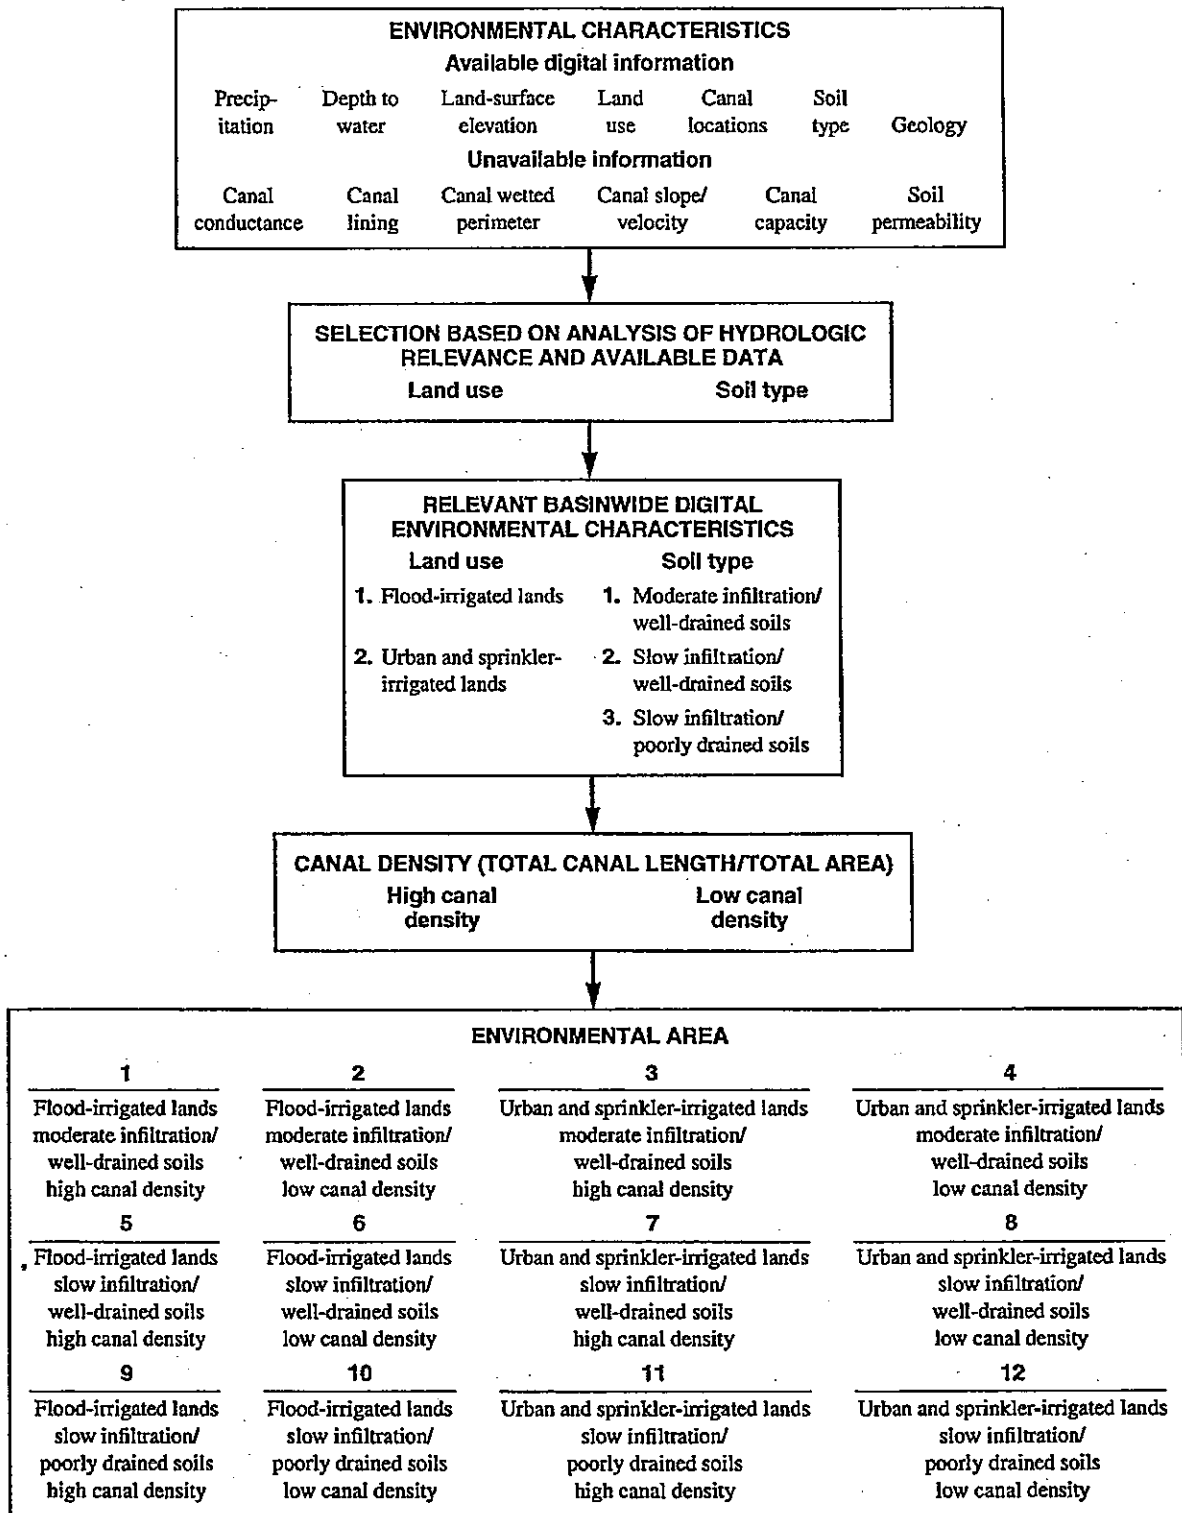 ENVIRONMENTAL CHARACTERISTICS
Available digital information
Precip-
itation
Depth to
water
Land-surface
elevation
Land
use
Canal
locations
Soil
type
Geology
Unavailable information
Canal
conductance
Canal
lining
Canal wetted
perimeter
Canal slope/
velocity
Canal
capacity
Soil
permeability
SELECTION BASED ON ANALYSIS OF HYDROLOGIC
RELEVANCE AND AVAILABLE DATA
Land use
Soil type
RELEVANT BASINWIDE DIGITAL
ENVIRONMENTAL CHARACTERISTICS
Land use
1. Flood-irrigated lands
2. Urban and sprinkler-
irrigated lands
Soil type
1. Moderate infiltration/
well-drained soils
2. Slow infiltration/
well-drained soils
3. Slow infiltration/
poorly drained soils
CANAL DENSITY (TOTAL CANAL LENGTH/TOTAL AREA)
High canal
density
Low canal
density
ENVIRONMENTAL AREA
1
Flood-irrigated lands
moderate infiltration/
well-drained soils
high canal density
2
Flood-irrigated lands
moderate infiltration/
well-drained soils
low canal density
3
Urban and sprinkler-irrigated lands
moderate infiltration/
well-drained soils
high canal density
4
Urban and sprinkler-irrigated lands
moderate infiltration/
well-drained soils
low canal density
5
Flood-irrigated lands
slow infiltration/
well-drained soils
high canal density
6
Flood-irrigated lands
slow infiltration/
well-drained soils
low canal density
7
Urban and sprinkler-irrigated lands
slow infiltration/
well-drained soils
high canal density
8
Urban and sprinkler-irrigated lands
slow infiltration/
well-drained soils
low canal density
9
Flood-irrigated lands
slow infiltration/
poorly drained soils
high canal density
10
Flood-irrigated lands
slow infiltration/
poorly drained soils
low canal density
11
Urban and sprinkler-irrigated lands
slow infiltration/
poorly drained soils
high canal density
12
Urban and sprinkler-irrigated lands
slow infiltration/
poorly drained soils
low canal density